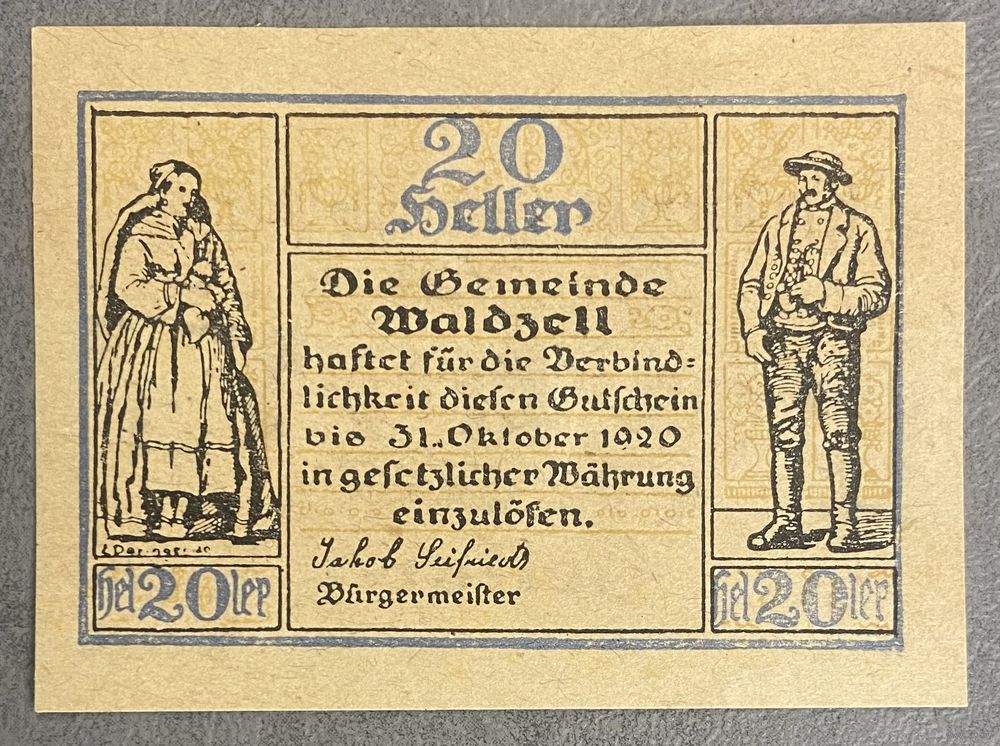 20
Heller
Die Gemeinde
Waldzell
haftet für die Verbind=
lichkeit diesen Gutschein
bis 31. Oktober 1920
in gesetzlicher Währung
einzulösen.
Jakob Seifried
Bürgermeister
Hel 20 ler
Hel 20 ler